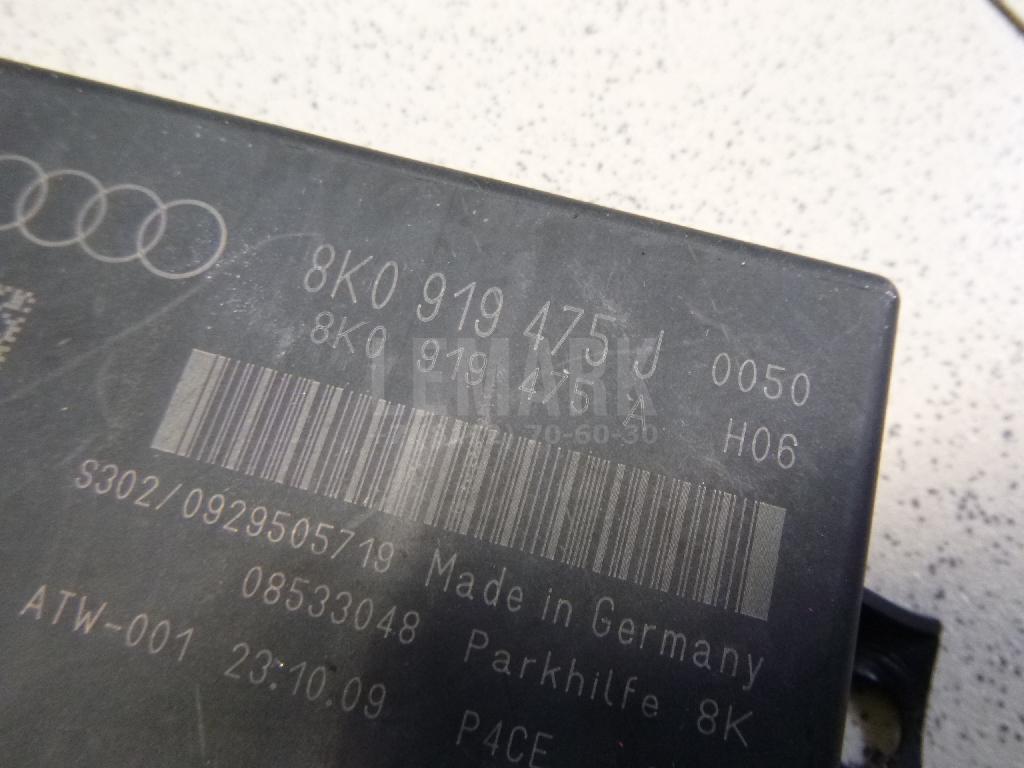 8K0 919 475 J 0050
8K0 919 475 A H06
LEMARK
S302/0929505719 Made in Germany
08533048 Parkhilfe 8K
ATW-001 23.10.09 P4CE